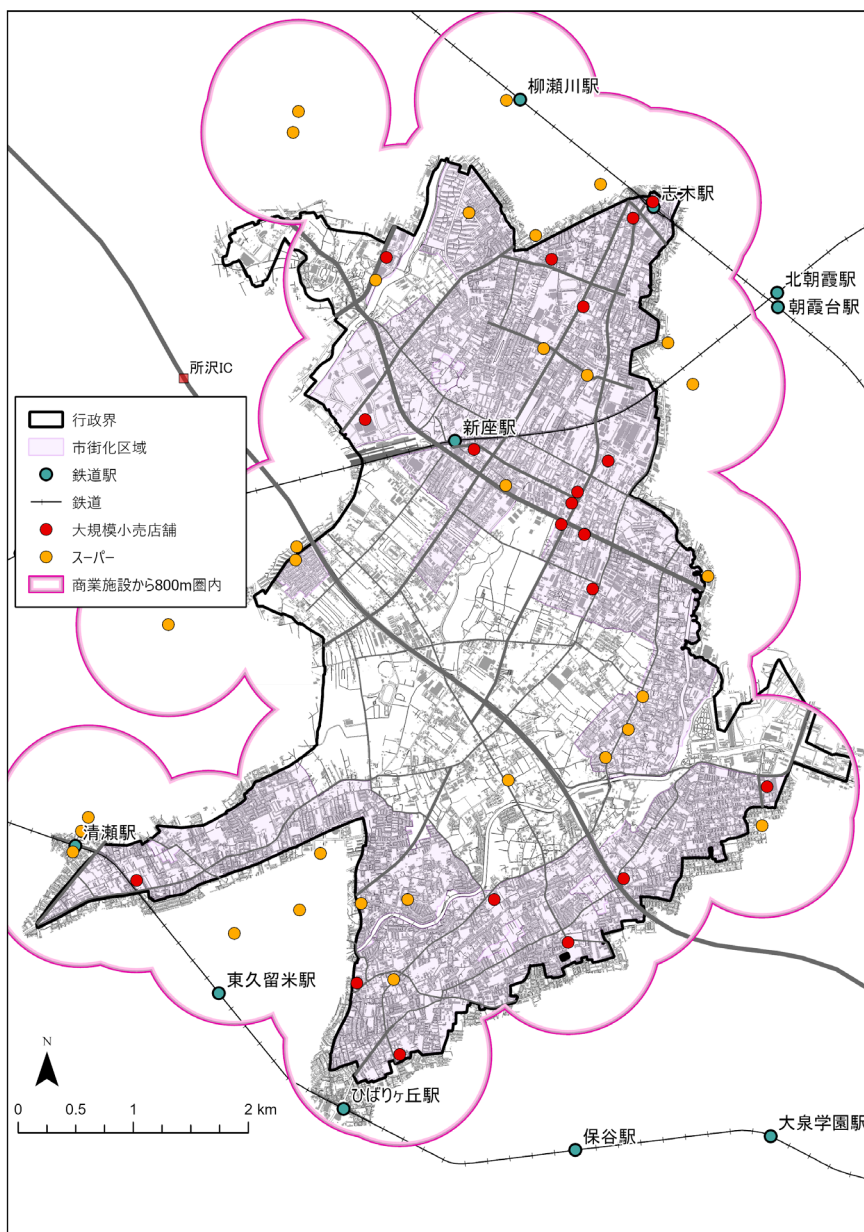 柳瀬川駅
志木駅
北朝霞駅
朝霞台駅
所沢IC
行政界
市街化区域
鉄道駅
鉄道
大規模小売店舗
スーパー
商業施設から800m圏内
新座駅
清瀬駅
東久留米駅
N
0 0.5 1 2 km
ひばりヶ丘駅
保谷駅
大泉学園駅